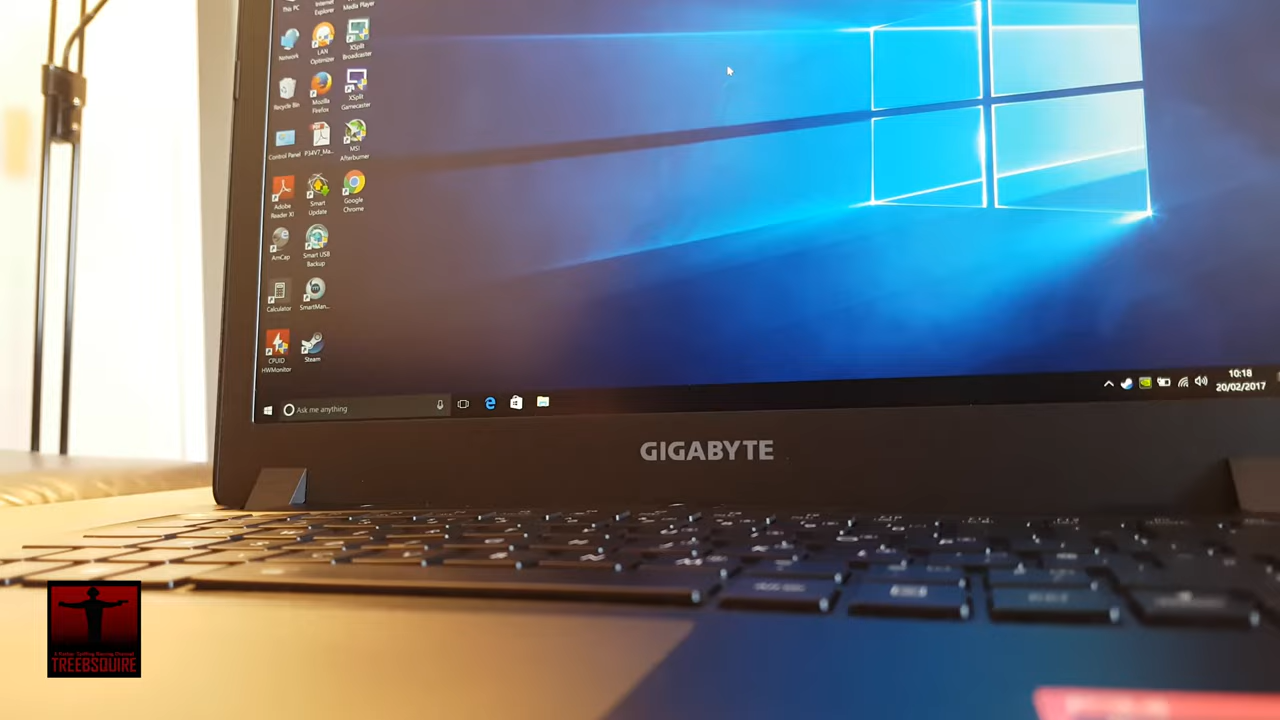 This PC
Internet
Explorer
Media Player
Network
LAN
Optimizer
XSplit
Broadcaster
Recycle Bin
Mozilla
Firefox
XSplit
Gamecaster
Control Panel
P34V7_Ma...
MSI
Afterburner
Adobe
Reader XI
Smart
Update
Google
Chrome
AmCap
Smart USB
Backup
Calculator
SmartMan...
CPUID
HWMonitor
Steam
Ask me anything
10:18
20/02/2017
GIGABYTE
TREEBSQUIRE